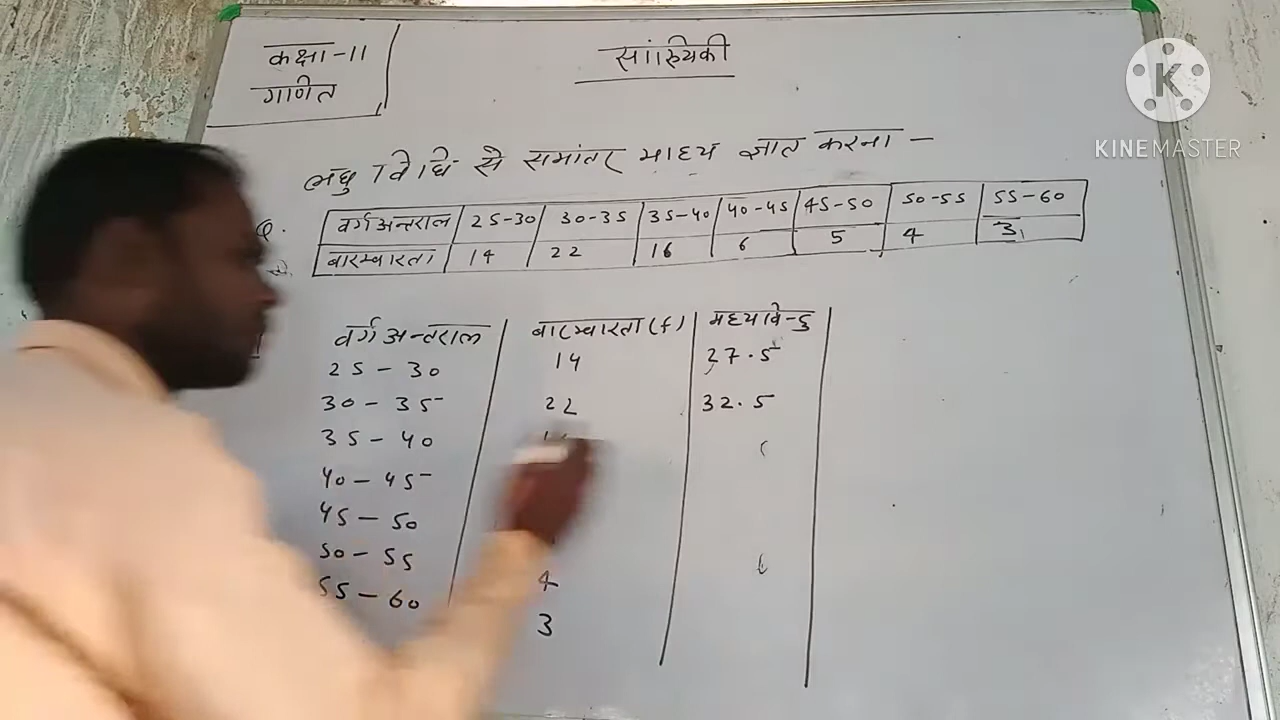 कक्षा-11
गणित
सांख्यिकी
K
KINEMASTER
लघु विधि से समांतर माध्य ज्ञात करना –
Q. वर्ग अन्तराल 25-30 30-35 35-40 40-45 45-50 50-55 55-60
बारम्बारता 14 22 16 6 5 4 3
वर्ग अन्तराल बारम्बारता (f) मध्य बिन्दु
25 – 30 14 27.5
30 – 35 22 32.5
35 – 40
40 – 45
45 – 50
50 – 55 4
55 – 60 3